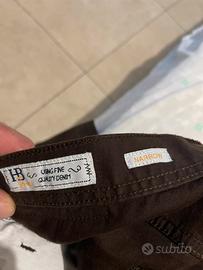 HB
USING FINE
QUALITY DENIM
NARROW
subito